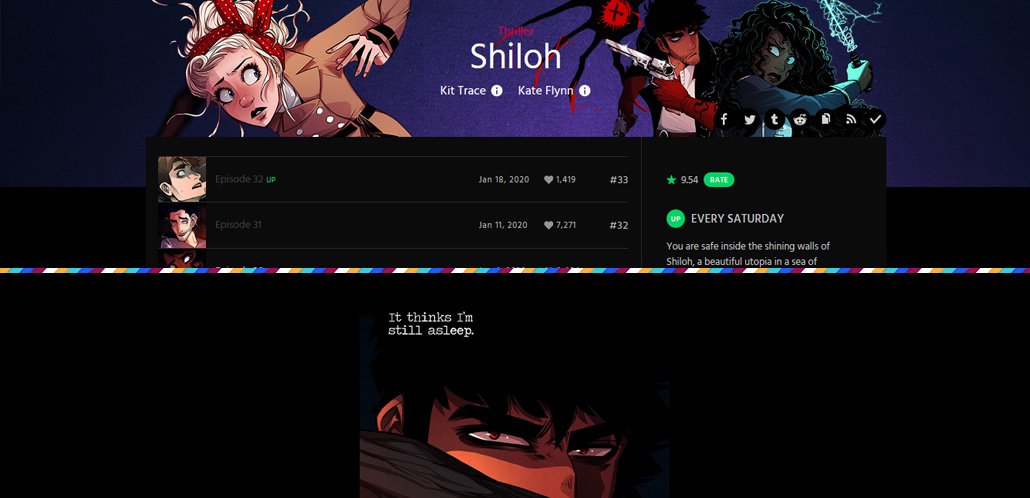 Thriller
Shiloh
Kit Trace Kate Flynn
Episode 32 UP Jan 18, 2020 1,419 #33
Episode 31 Jan 11, 2020 7,271 #32
9.54 RATE
UP EVERY SATURDAY
You are safe inside the shining walls of
Shiloh, a beautiful utopia in a sea of
It thinks I'm
still asleep.